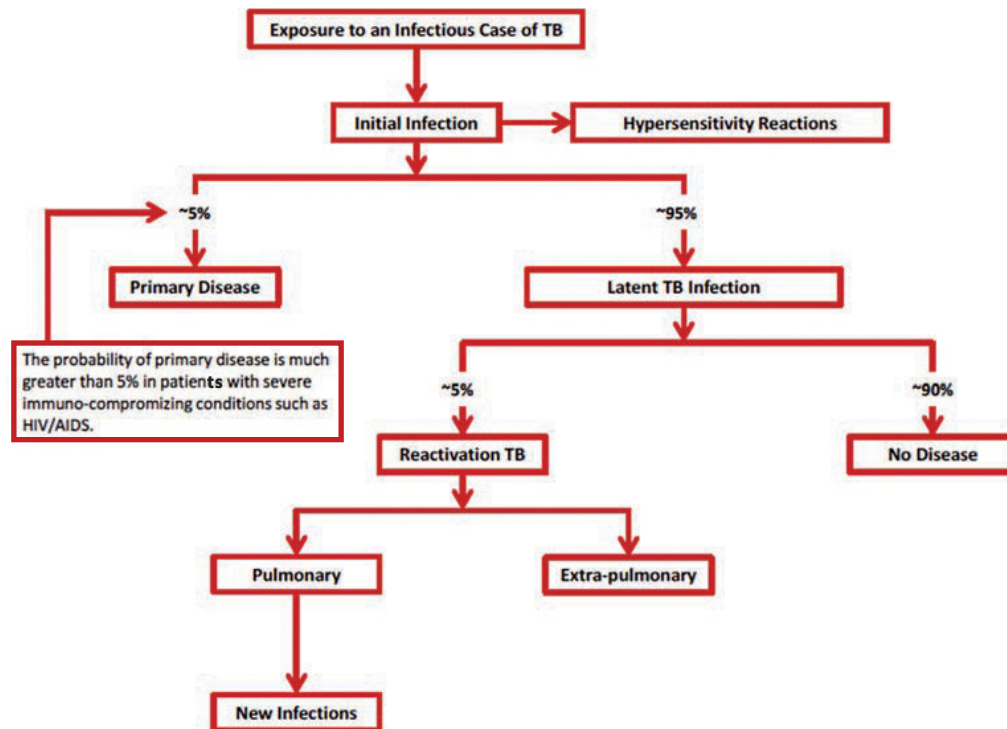 Exposure to an Infectious Case of TB
Initial Infection
Hypersensitivity Reactions
~5%
~95%
Primary Disease
Latent TB Infection
The probability of primary disease is much
greater than 5% in patients with severe
immuno-compromizing conditions such as
HIV/AIDS.
~5%
~90%
Reactivation TB
No Disease
Pulmonary
Extra-pulmonary
New Infections